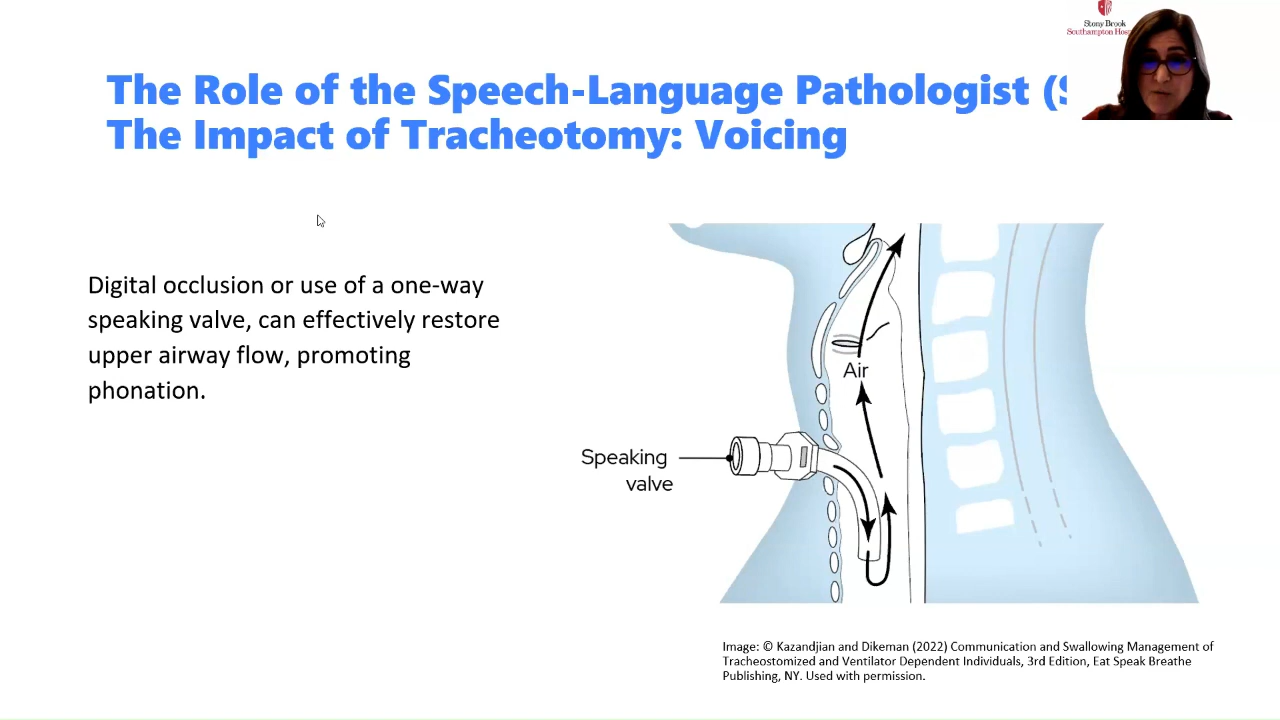 Stony Brook
Southampton
The Role of the Speech-Language Pathologist
The Impact of Tracheotomy: Voicing
Digital occlusion or use of a one-way
speaking valve, can effectively restore
upper airway flow, promoting
phonation.
Air
Speaking
valve
Image: © Kazandjian and Dikeman (2022) Communication and Swallowing Management of
Tracheostomized and Ventilator Dependent Individuals, 3rd Edition, Eat Speak Breathe
Publishing, NY. Used with permission.